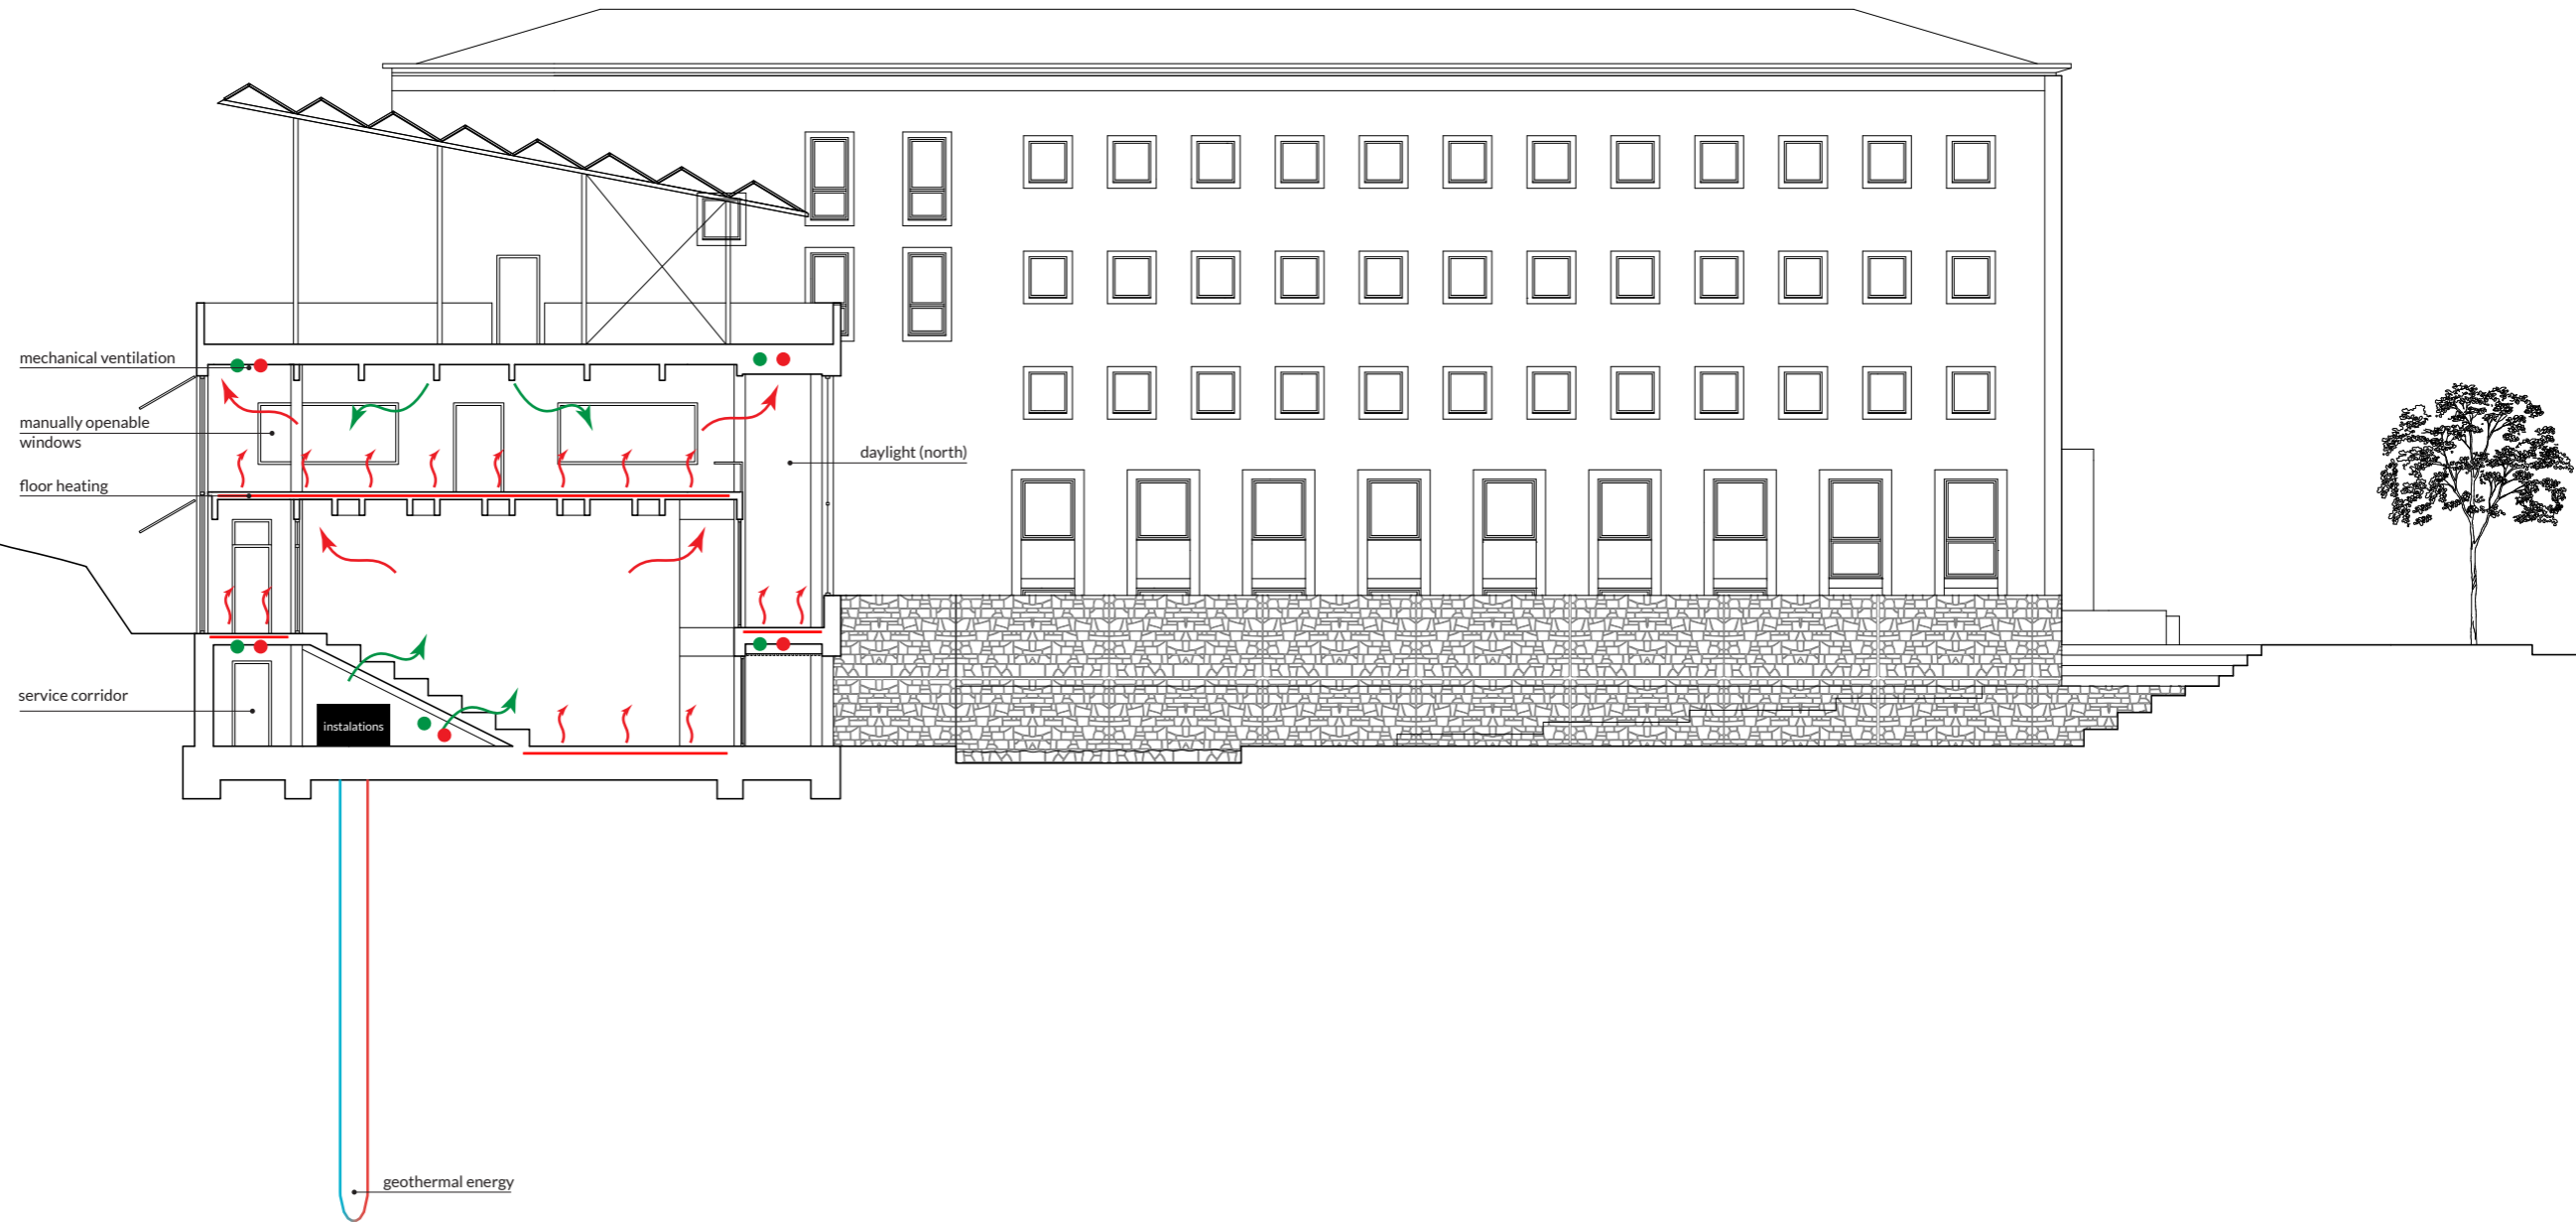 mechanical ventilation
manually openable
windows
daylight (north)
floor heating
service corridor
instalations
geothermal energy